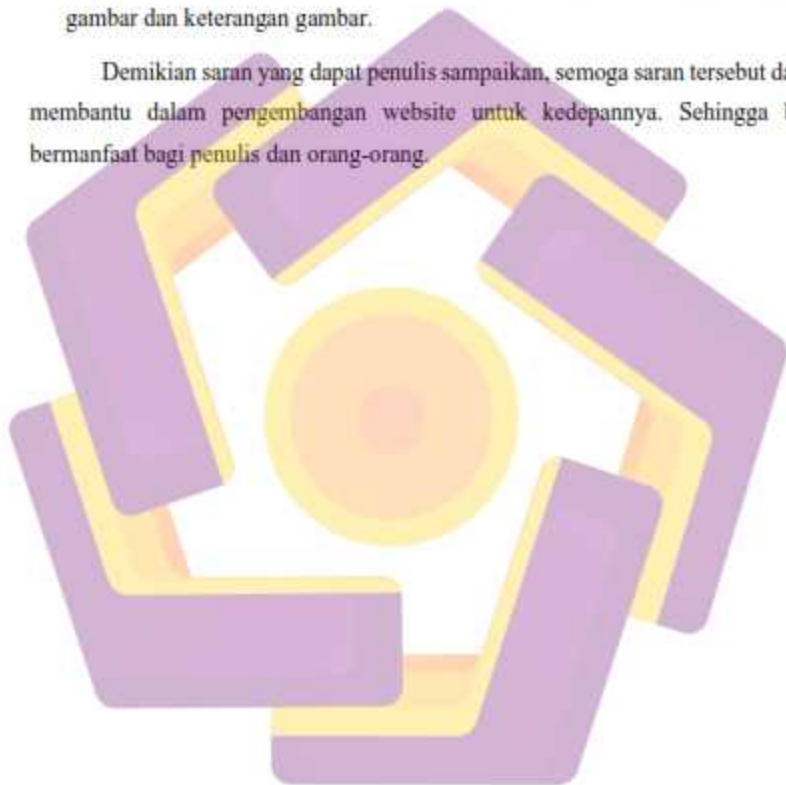 gambar dan keterangan gambar.
Demikian saran yang dapat penulis sampaikan, semoga saran tersebut
membantu dalam pengembangan website untuk kedepannya. Sehingga
bermanfaat bagi penulis dan orang-orang.